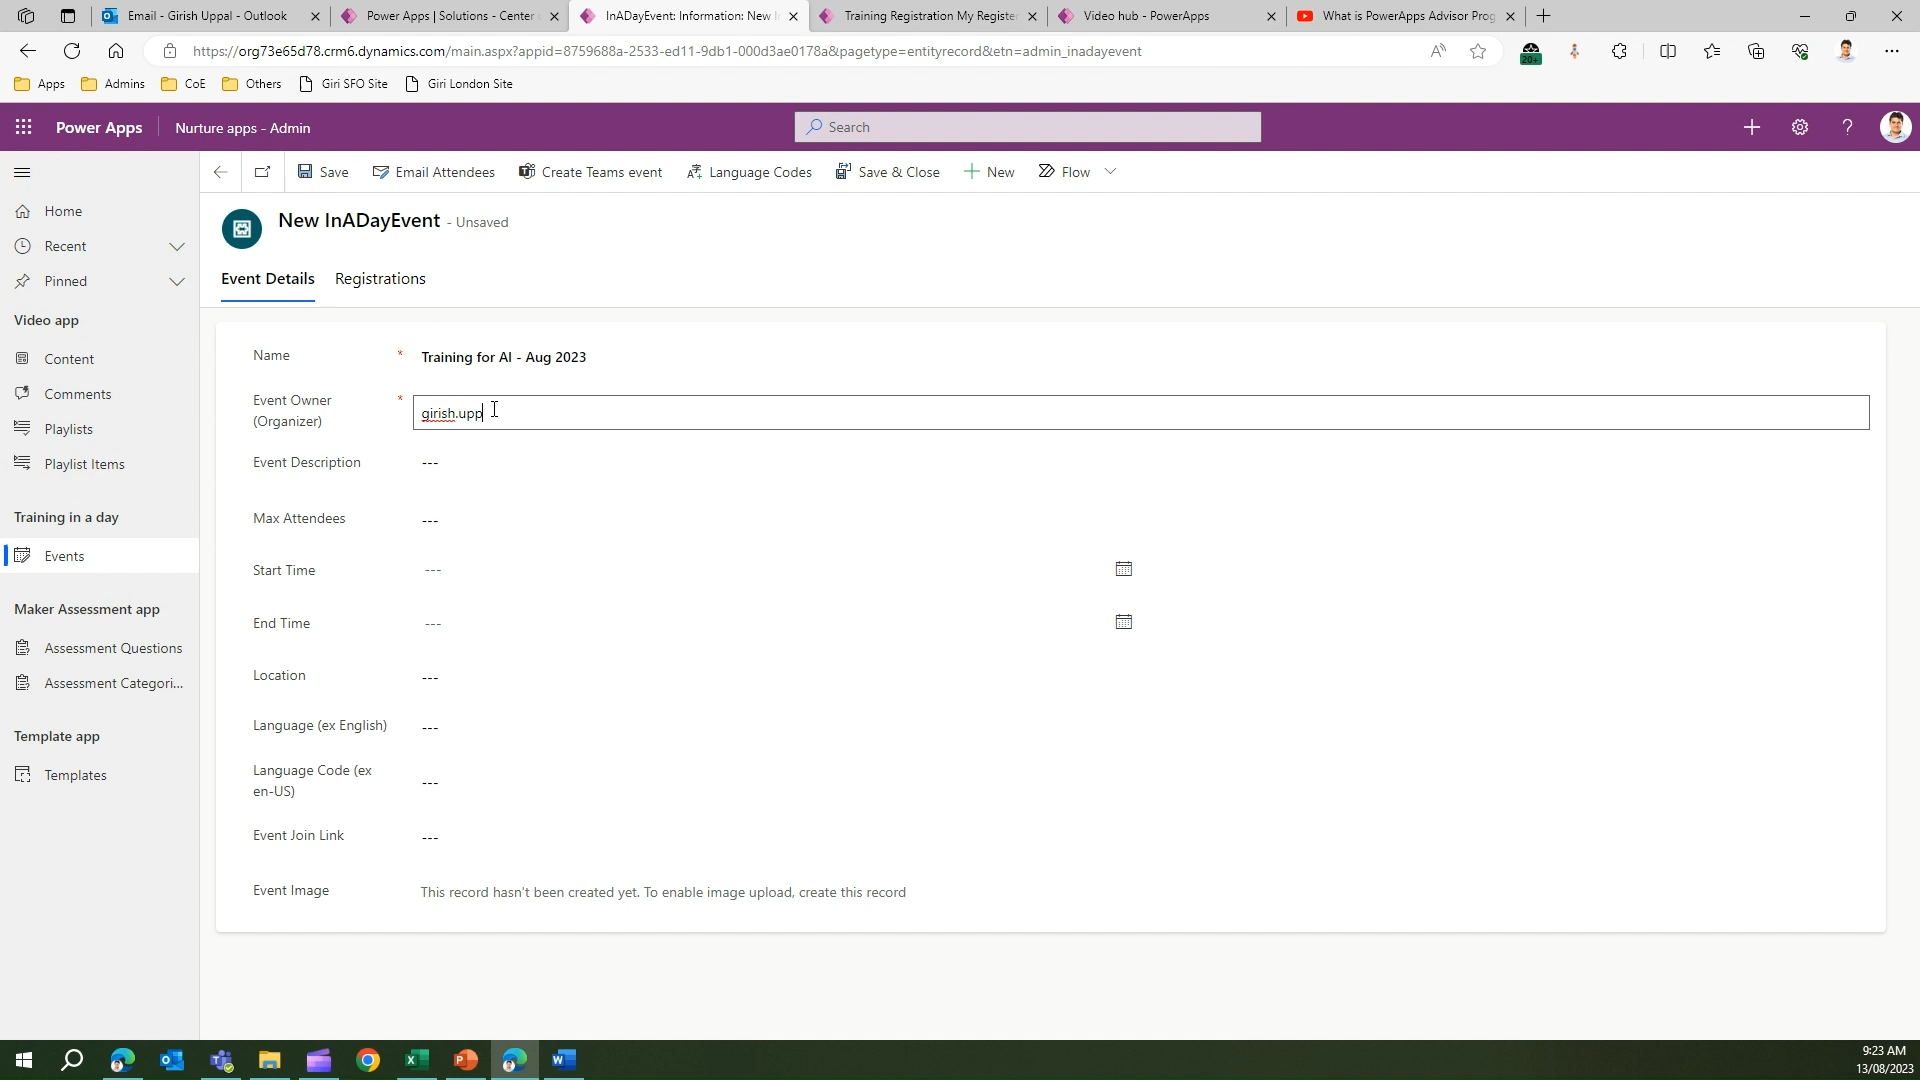 Email - Girish Uppal - Outlook
Power Apps | Solutions - Center
InADayEvent: Information: New I
Training Registration My Registe
Video hub - PowerApps
What is PowerApps Advisor Prog
https://org73e65d78.crm6.dynamics.com/main.aspx?appid=8759688a-2533-ed11-9db1-000d3ae0178a&pagetype=entityrecord&etn=admin_inadayevent
20+
Apps
Admins
CoE
Others
Giri SFO Site
Giri London Site
Power Apps
Nurture apps - Admin
Search
Save
Email Attendees
Create Teams event
Language Codes
Save & Close
New
Flow
Home
Recent
Pinned
Video app
Content
Comments
Playlists
Playlist Items
Training in a day
Events
Maker Assessment app
Assessment Questions
Assessment Categori...
Template app
Templates
New InADayEvent - Unsaved
Event Details
Registrations
Name * Training for AI - Aug 2023
Event Owner
(Organizer) * girish.upp
Event Description ---
Max Attendees ---
Start Time ---
End Time ---
Location ---
Language (ex English) ---
Language Code (ex
en-US) ---
Event Join Link ---
Event Image This record hasn't been created yet. To enable image upload, create this record
9:23 AM
13/08/2023